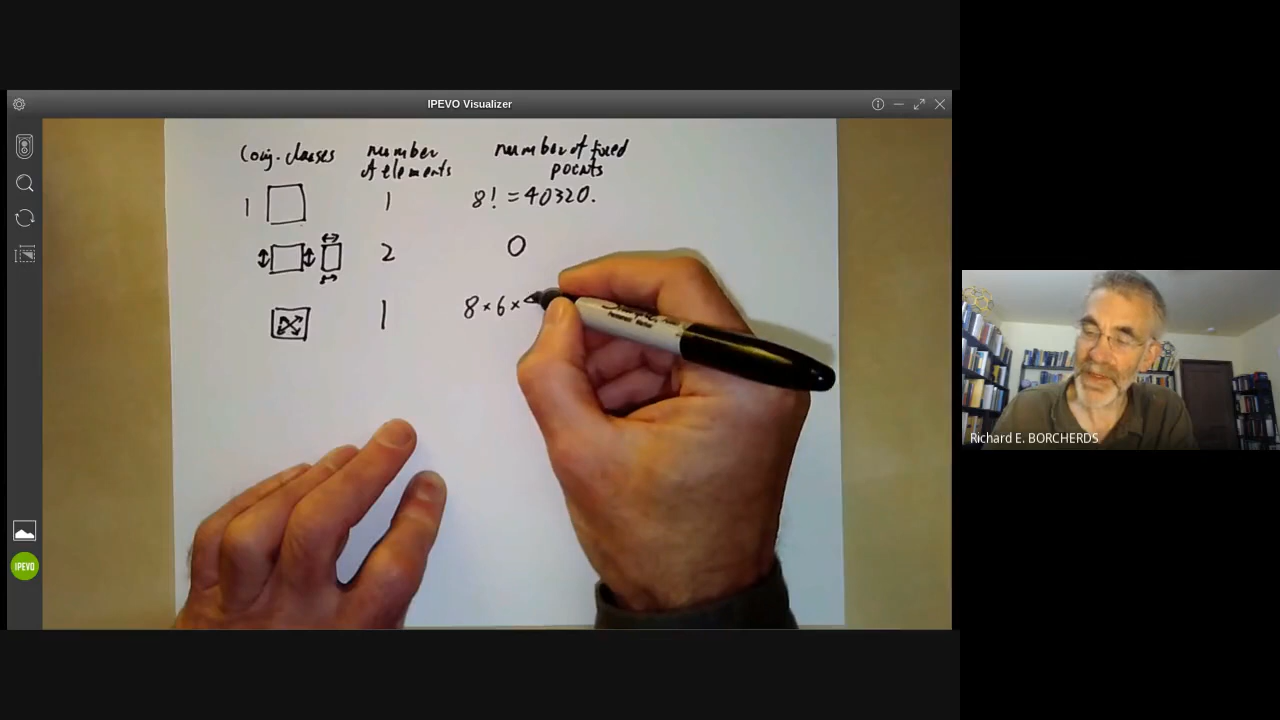 IPEVO Visualizer
Conj. classes
number of elements
number of fixed points
1
1
8! = 40320.
2
0
1
8 × 6 ×
Richard E. BORCHERDS
IPEVO